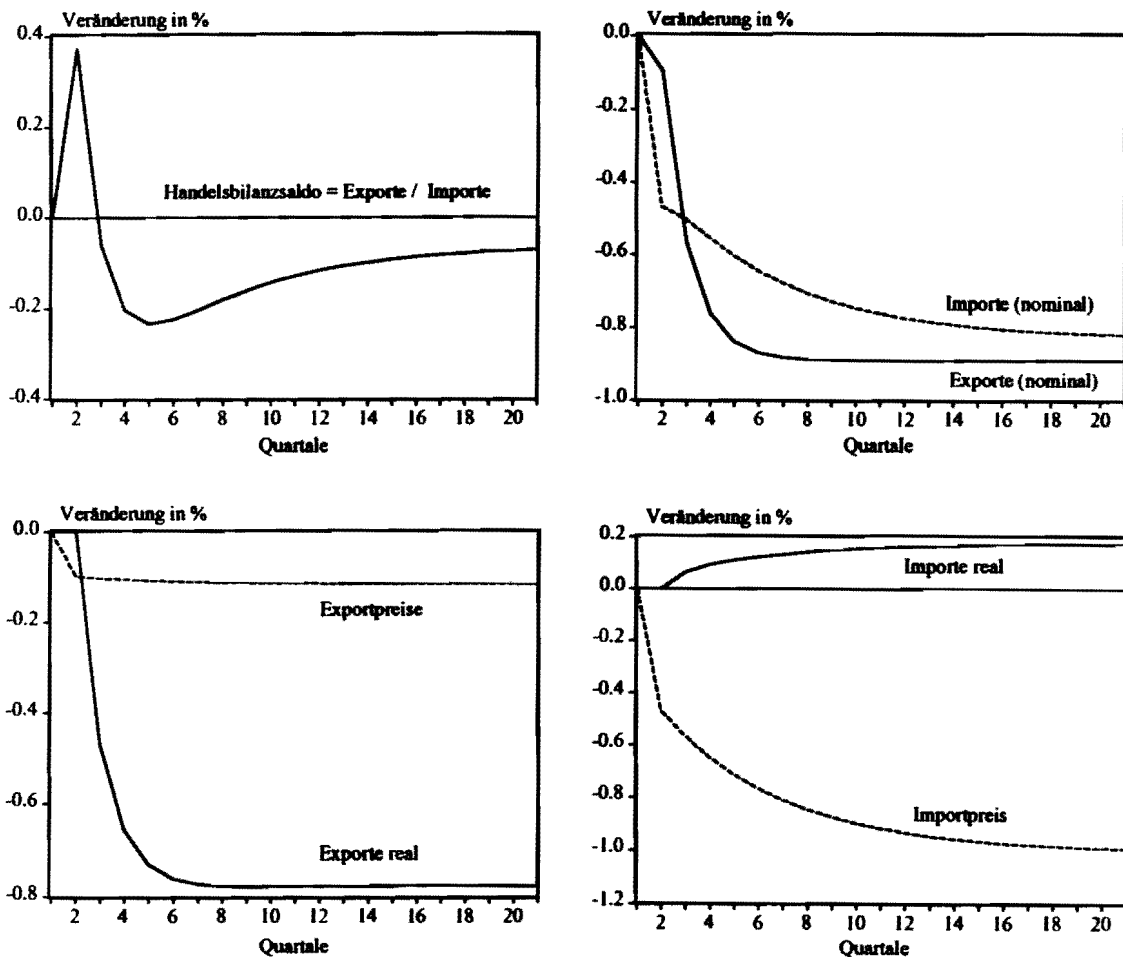 Veränderung in %
0.4
0.2
0.0
-0.2
-0.4
Handelsbilanzsaldo = Exporte / Importe
2 4 6 8 10 12 14 16 18 20
Quartale
Veränderung in %
0.0
-0.2
-0.4
-0.6
-0.8
-1.0
Importe (nominal)
Exporte (nominal)
2 4 6 8 10 12 14 16 18 20
Quartale
Veränderung in %
0.0
-0.2
-0.4
-0.6
-0.8
Exportpreise
Exporte real
2 4 6 8 10 12 14 16 18 20
Quartale
Veränderung in %
0.2
0.0
-0.2
-0.4
-0.6
-0.8
-1.0
-1.2
Importe real
Importpreis
2 4 6 8 10 12 14 16 18 20
Quartale